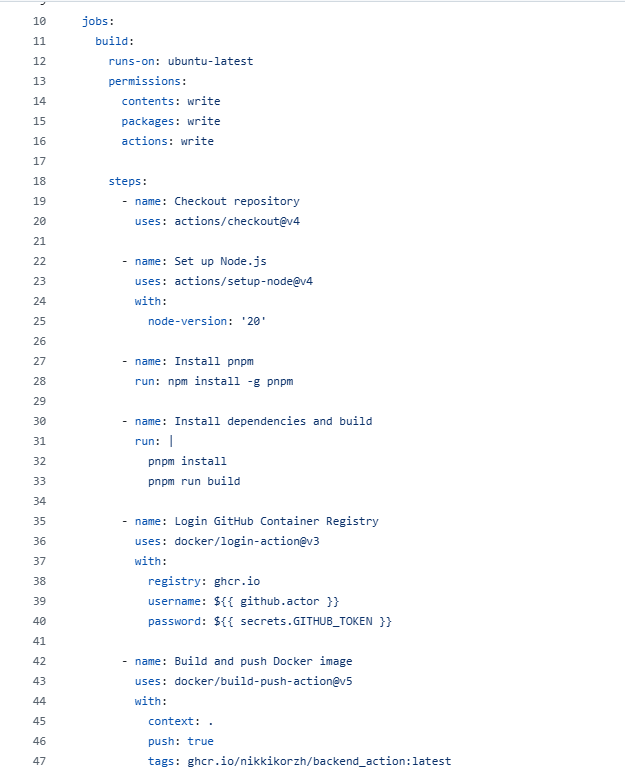 10 jobs:
11   build:
12     runs-on: ubuntu-latest
13     permissions:
14       contents: write
15       packages: write
16       actions: write
17
18     steps:
19       - name: Checkout repository
20         uses: actions/checkout@v4
21
22       - name: Set up Node.js
23         uses: actions/setup-node@v4
24         with:
25           node-version: '20'
26
27       - name: Install pnpm
28         run: npm install -g pnpm
29
30       - name: Install dependencies and build
31         run: |
32           pnpm install
33           pnpm run build
34
35       - name: Login GitHub Container Registry
36         uses: docker/login-action@v3
37         with:
38           registry: ghcr.io
39           username: ${{ github.actor }}
40           password: ${{ secrets.GITHUB_TOKEN }}
41
42       - name: Build and push Docker image
43         uses: docker/build-push-action@v5
44         with:
45           context: .
46           push: true
47           tags: ghcr.io/nikkikorzh/backend_action:latest